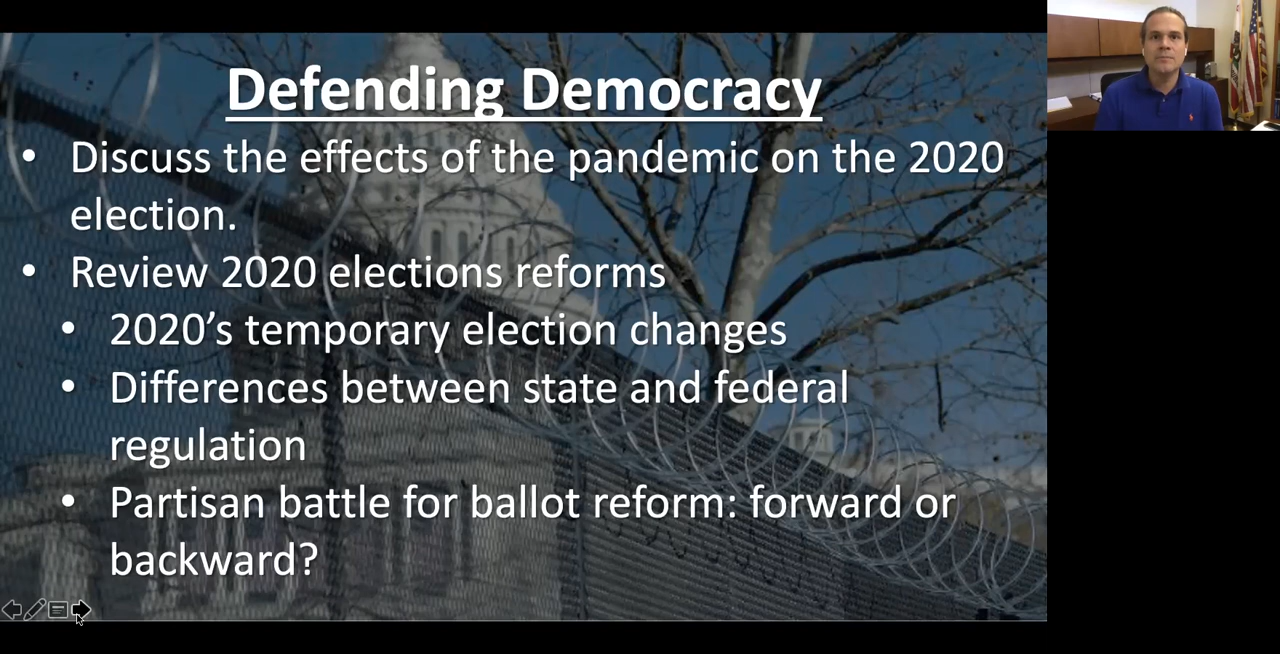 Defending Democracy
• Discuss the effects of the pandemic on the 2020
election.
• Review 2020 elections reforms
• 2020’s temporary election changes
• Differences between state and federal
regulation
• Partisan battle for ballot reform: forward or
backward?